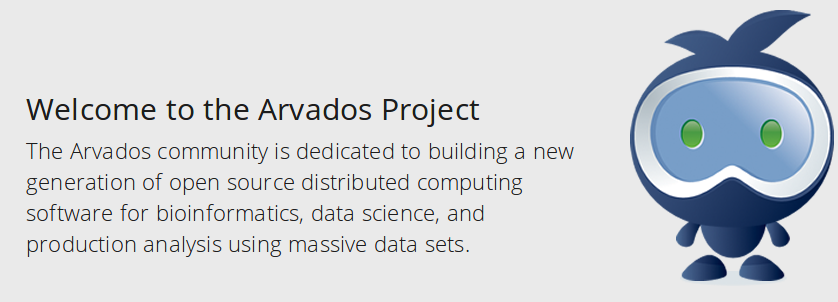 Welcome to the Arvados Project
The Arvados community is dedicated to building a new
generation of open source distributed computing
software for bioinformatics, data science, and
production analysis using massive data sets.